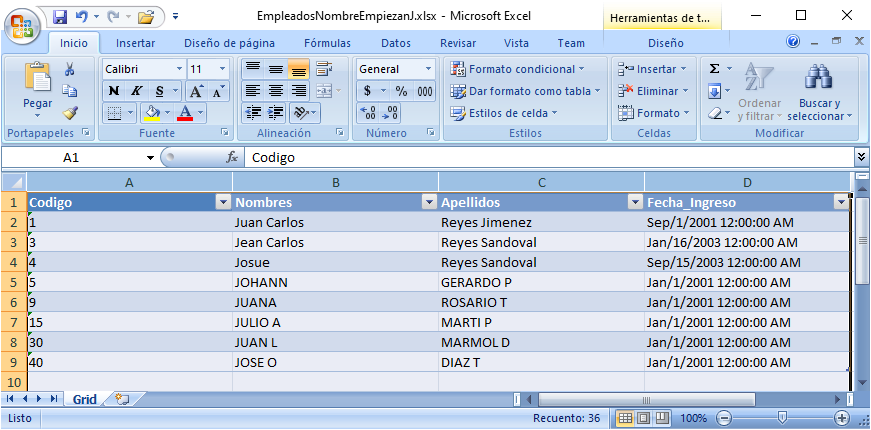 EmpleadosNombreEmpiezanJ.xlsx - Microsoft Excel
Herramientas de t...
Inicio Insertar Diseño de página Fórmulas Datos Revisar Vista Team Diseño
Pegar
Portapapeles
Calibri 11
N K S A A
A
Fuente
Alineación
General
$ % 000
,00 ,0
Número
Formato condicional
Dar formato como tabla
Estilos de celda
Estilos
Insertar
Eliminar
Formato
Celdas
Σ
Ordenar
y filtrar
Buscar y
seleccionar
Modificar
A1 fx Codigo
A B C D
1 Codigo Nombres Apellidos Fecha_Ingreso
2 1 Juan Carlos Reyes Jimenez Sep/1/2001 12:00:00 AM
3 3 Jean Carlos Reyes Sandoval Jan/16/2003 12:00:00 AM
4 4 Josue Reyes Sandoval Sep/15/2003 12:00:00 AM
5 5 JOHANN GERARDO P Jan/1/2001 12:00:00 AM
6 9 JUANA ROSARIO T Jan/1/2001 12:00:00 AM
7 15 JULIO A MARTI P Jan/1/2001 12:00:00 AM
8 30 JUAN L MARMOL D Jan/1/2001 12:00:00 AM
9 40 JOSE O DIAZ T Jan/1/2001 12:00:00 AM
10
Grid
Listo Recuento: 36 100%